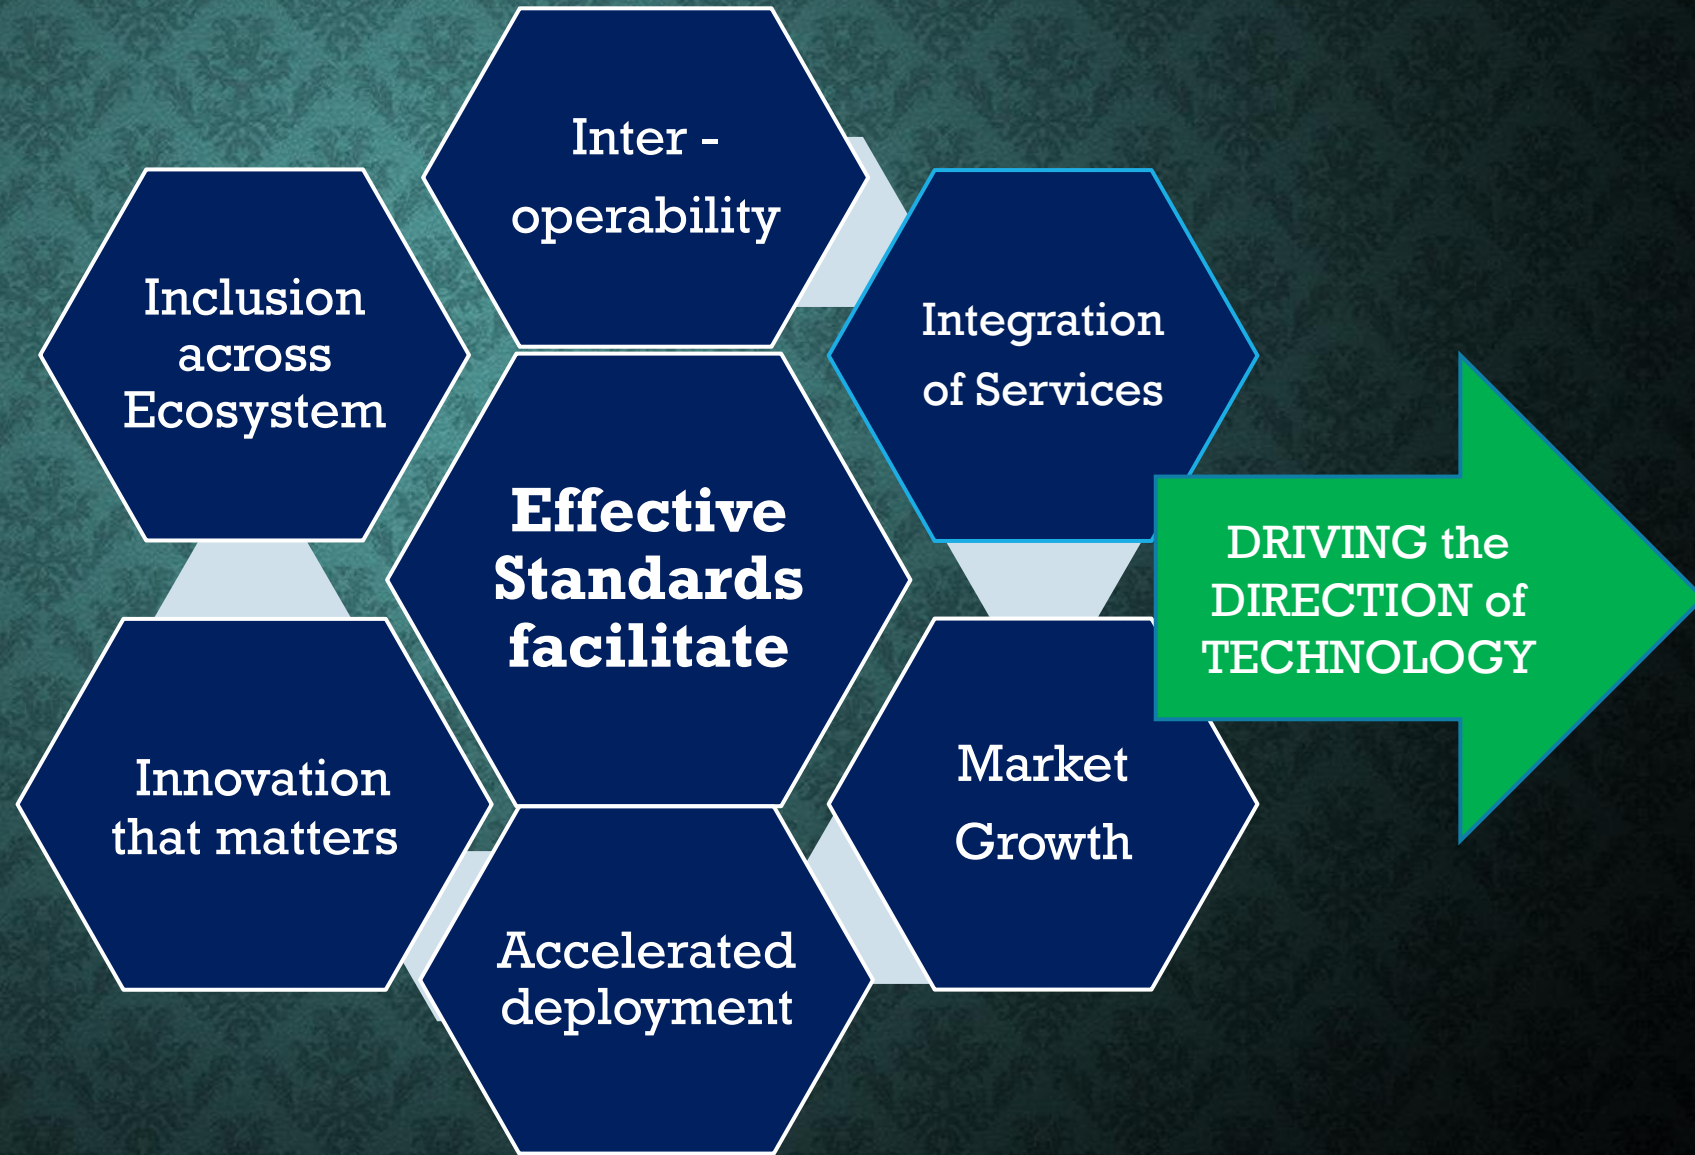 Inter -
operability
Inclusion
across
Ecosystem
Integration
of Services
Effective
Standards
facilitate
DRIVING the
DIRECTION of
TECHNOLOGY
Innovation
that matters
Market
Growth
Accelerated
deployment